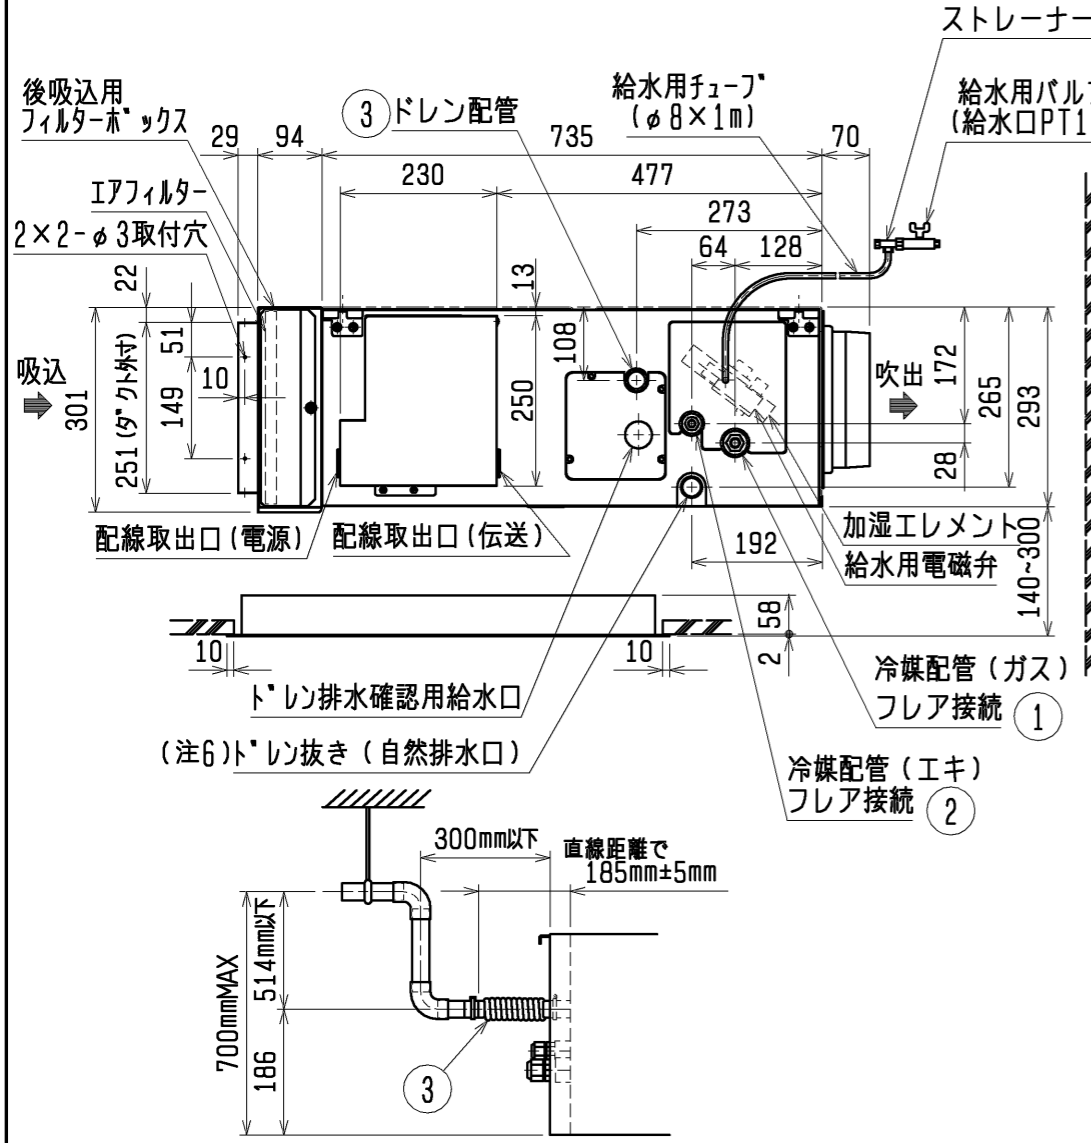 ストレーナー
後吸込用
フィルターボックス
③ ドレン配管
給水用チューブ
(φ8×1m)
給水用バルブ
(給水口PT1
29
94
735
70
エアフィルター
230
477
2×2-φ3取付穴
273
64
128
22
13
51
108
吸込
10
301
251(ダクト外寸)
149
250
吹出
172
265
293
28
配線取出口(電源)
配線取出口(伝送)
192
加湿エレメント
給水用電磁弁
140~300
58
2
10
10
冷媒配管(ガス)
フレア接続 ①
ドレン排水確認用給水口
(注6)ドレン抜き(自然排水口)
冷媒配管(エキ)
フレア接続 ②
300mm以下
直線距離で
185mm±5mm
700mmMAX
514mm以下
186
③